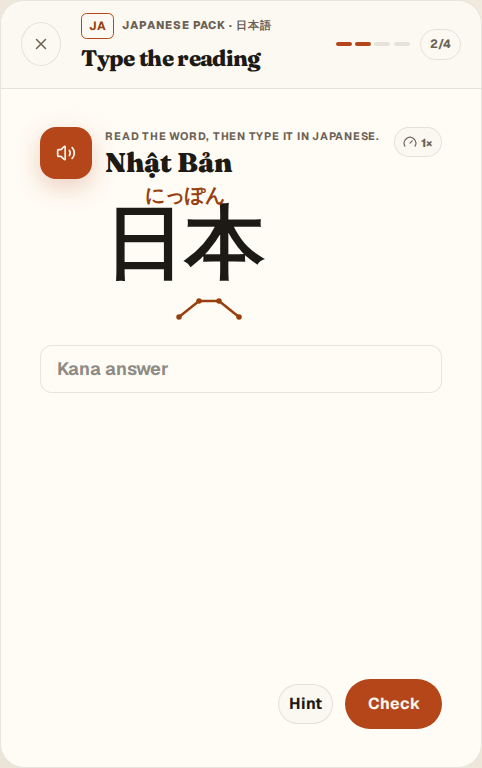 JA JAPANESE PACK · 日本語
Type the reading
2/4
READ THE WORD, THEN TYPE IT IN JAPANESE.
1×
Nhật Bản
にっぽん
日本
Kana answer
Hint
Check